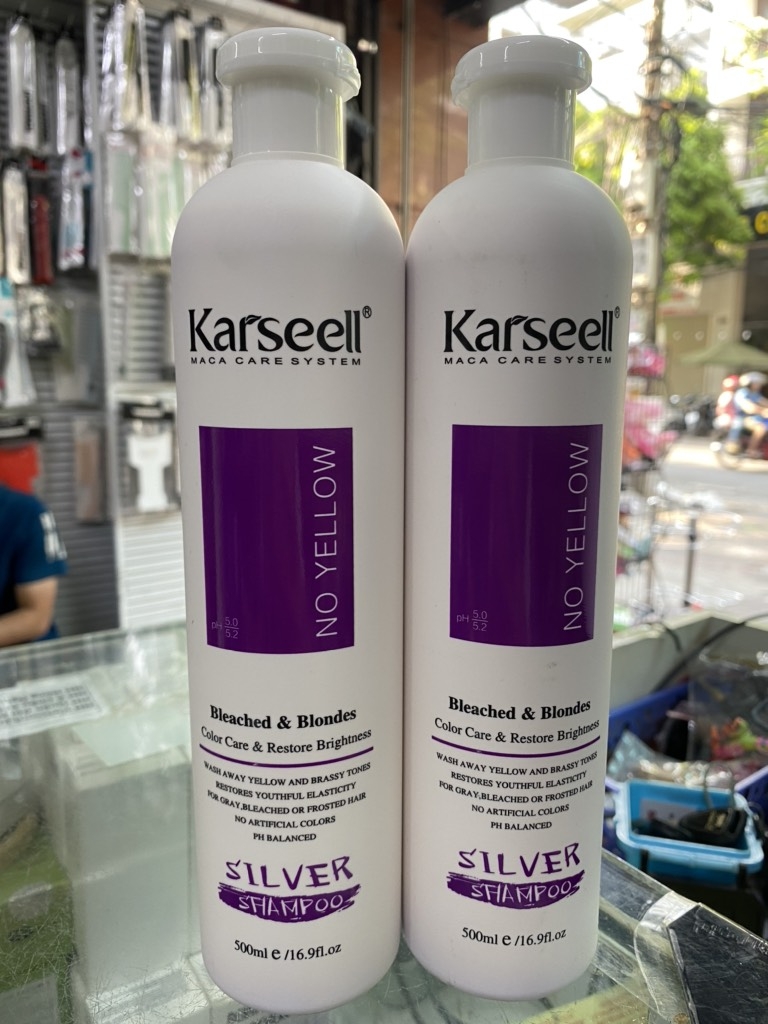 Karseell®
MACA CARE SYSTEM
NO YELLOW
pH 5.0
5.2
Bleached & Blondes
Color Care & Restore Brightness
WASH AWAY YELLOW AND BRASSY TONES
RESTORES YOUTHFUL ELASTICITY
FOR GRAY,BLEACHED OR FROSTED HAIR
NO ARTIFICIAL COLORS
PH BALANCED
SILVER
SHAMPOO
500ml e /16.9fl.oz
Karseell®
MACA CARE SYSTEM
NO YELLOW
pH 5.0
5.2
Bleached & Blondes
Color Care & Restore Brightness
WASH AWAY YELLOW AND BRASSY TONES
RESTORES YOUTHFUL ELASTICITY
FOR GRAY,BLEACHED OR FROSTED HAIR
NO ARTIFICIAL COLORS
PH BALANCED
SILVER
SHAMPOO
500ml e /16.9fl.oz